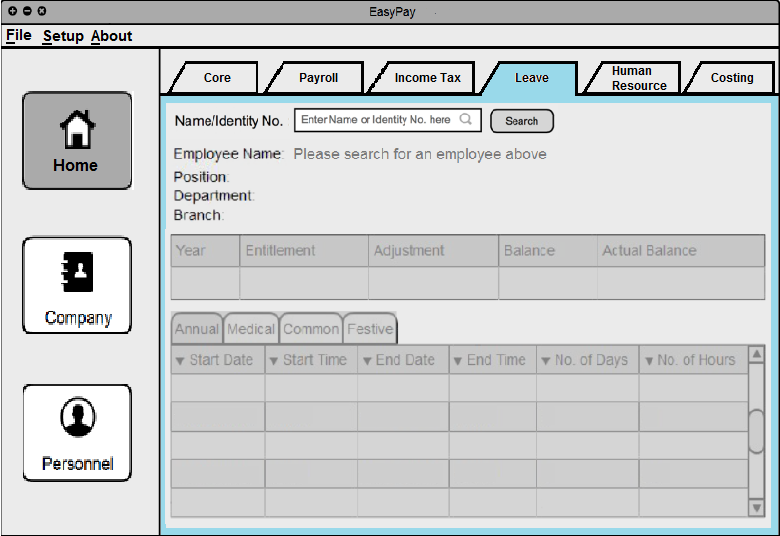 EasyPay
File Setup About
Core Payroll Income Tax Leave Human Resource Costing
Home
Company
Personnel
Name/Identity No. Enter Name or Identity No. here Search
Employee Name: Please search for an employee above
Position:
Department:
Branch:
Year Entitlement Adjustment Balance Actual Balance
Annual Medical Common Festive
▼ Start Date ▼ Start Time ▼ End Date ▼ End Time ▼ No. of Days ▼ No. of Hours